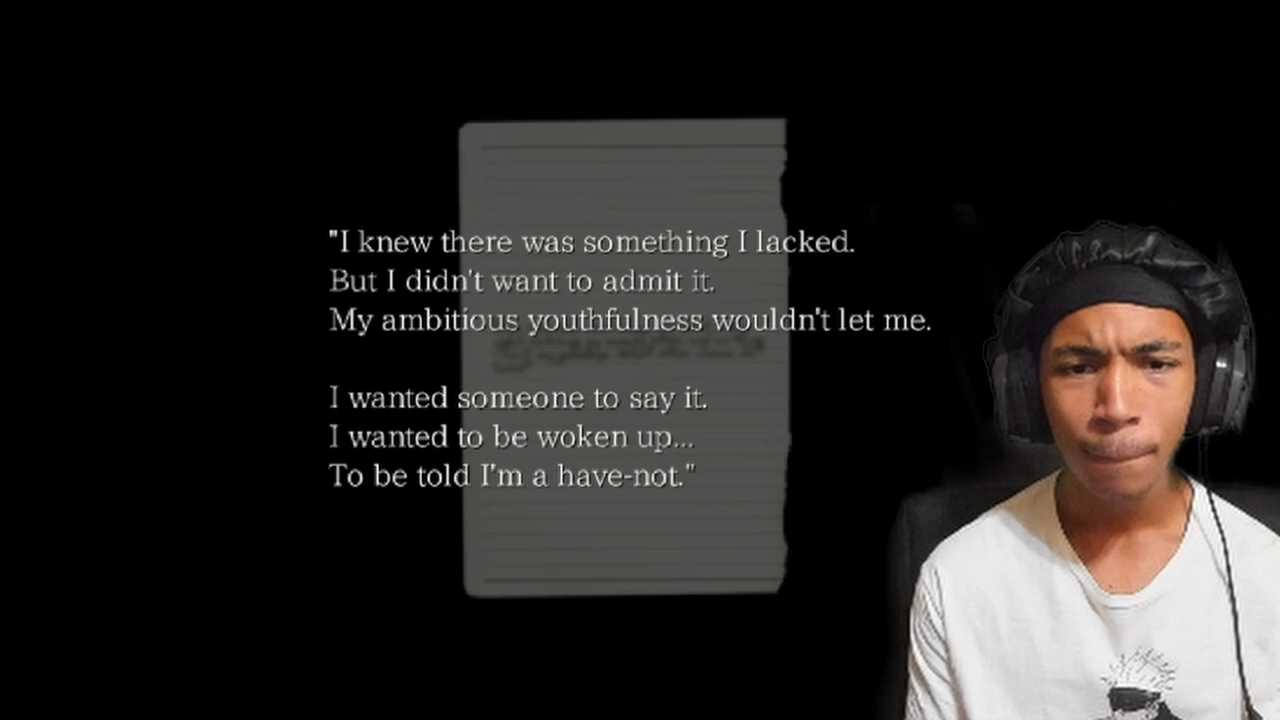 "I knew there was something I lacked.
But I didn't want to admit it.
My ambitious youthfulness wouldn't let me.
I wanted someone to say it.
I wanted to be woken up...
To be told I'm a have-not."